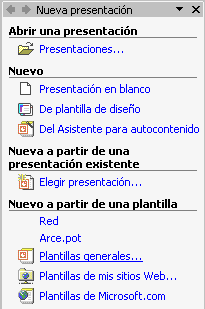 Nueva presentación
Abrir una presentación
Presentaciones...
Nuevo
Presentación en blanco
De plantilla de diseño
Del Asistente para autocontenido
Nueva a partir de una
presentación existente
Elegir presentación...
Nuevo a partir de una plantilla
Red
Arce.pot
Plantillas generales...
Plantillas de mis sitios Web...
Plantillas de Microsoft.com